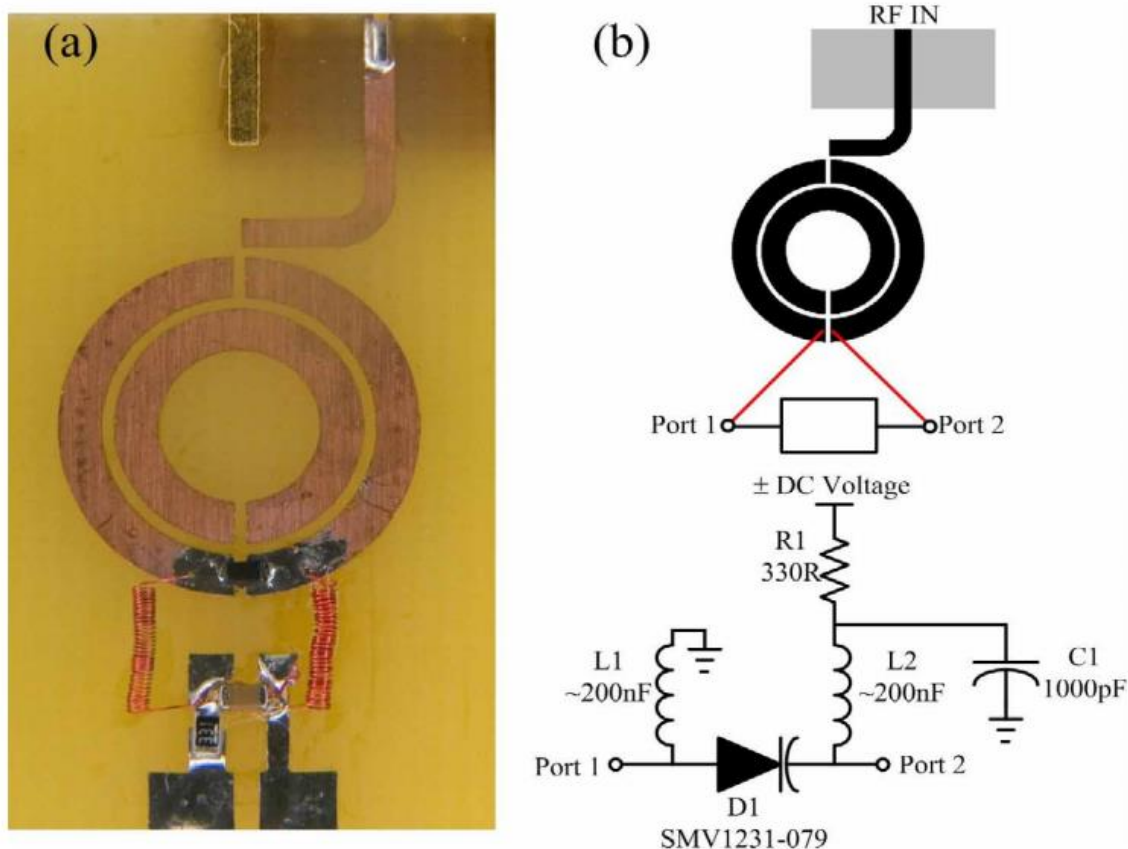 (a)
(b)
RF IN
Port 1
Port 2
± DC Voltage
R1
330R
L1
~200nF
L2
~200nF
C1
1000pF
Port 1
Port 2
D1
SMV1231-079